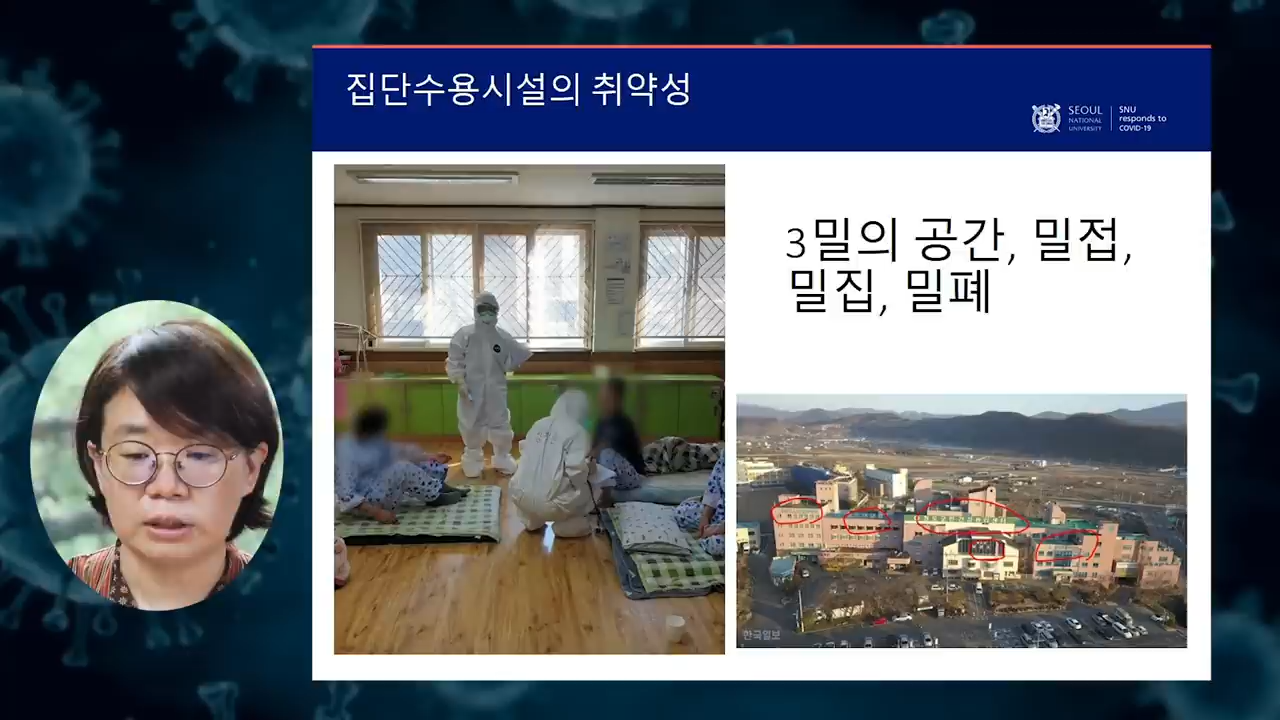 집단수용시설의 취약성
SEOUL
NATIONAL
UNIVERSITY
SNU
responds to
COVID-19
3밀의 공간, 밀접,
밀집, 밀폐
한국일보